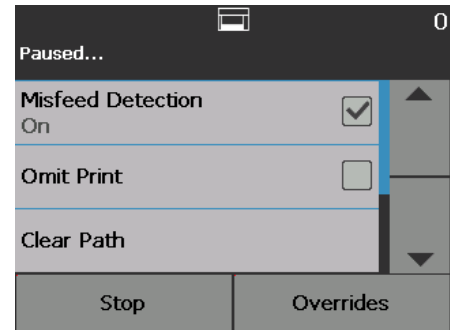 0
Paused...
Misfeed Detection
On
Omit Print
Clear Path
Stop
Overrides